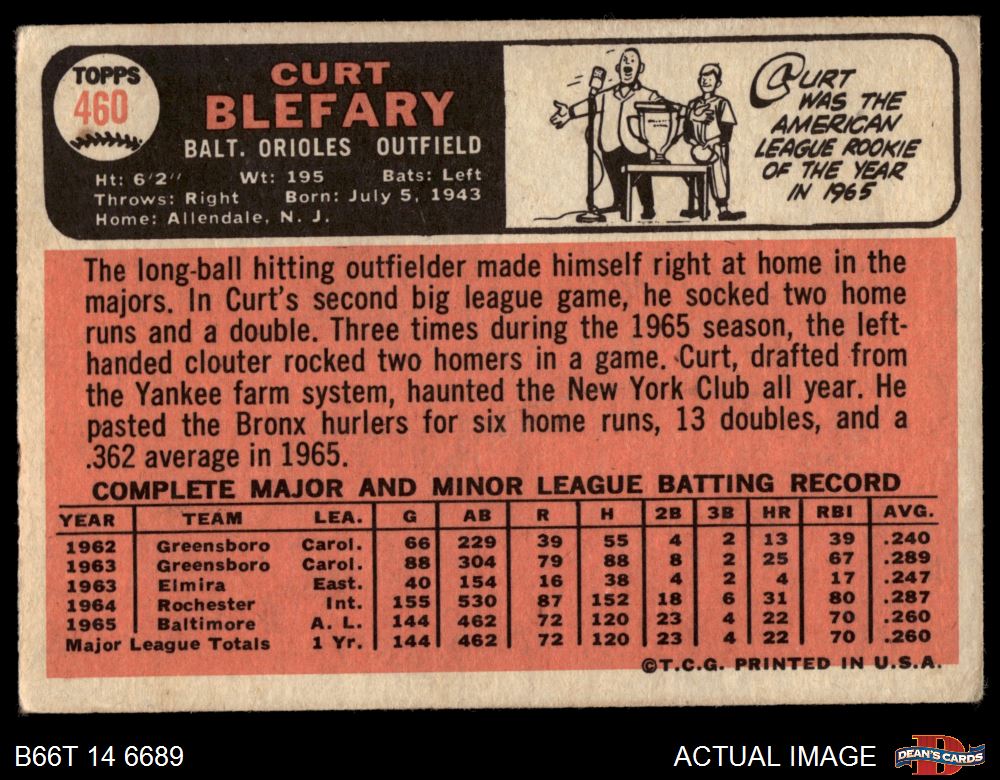 TOPPS
460
CURT
BLEFARY
BALT. ORIOLES OUTFIELD
Ht: 6'2" Wt: 195 Bats: Left
Throws: Right Born: July 5, 1943
Home: Allendale, N. J.
CURT
WAS THE
AMERICAN
LEAGUE ROOKIE
OF THE YEAR
IN 1965
The long-ball hitting outfielder made himself right at home in the
majors. In Curt's second big league game, he socked two home
runs and a double. Three times during the 1965 season, the left-
handed clouter rocked two homers in a game. Curt, drafted from
the Yankee farm system, haunted the New York Club all year. He
pasted the Bronx hurlers for six home runs, 13 doubles, and a
.362 average in 1965.
COMPLETE MAJOR AND MINOR LEAGUE BATTING RECORD
YEAR TEAM LEA. G AB R H 2B 3B HR RBI AVG.
1962 Greensboro Carol. 66 229 39 55 4 2 13 39 .240
1963 Greensboro Carol. 88 304 79 88 8 2 25 67 .289
1963 Elmira East. 40 154 16 38 4 2 4 17 .247
1964 Rochester Int. 155 530 87 152 18 6 31 80 .287
1965 Baltimore A. L. 144 462 72 120 23 4 22 70 .260
Major League Totals 1 Yr. 144 462 72 120 23 4 22 70 .260
©T.C.G. PRINTED IN U.S.A.
B66T 14 6689
ACTUAL IMAGE
DEAN'S CARDS